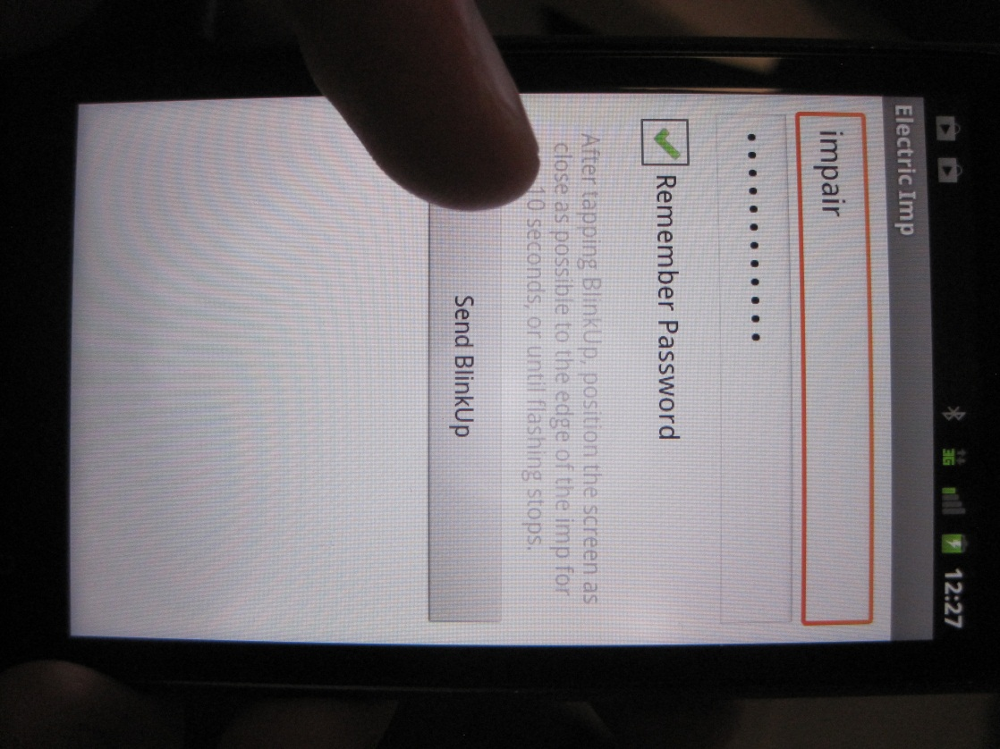 3G 12:27
Electric Imp
impair
••••••••••
Remember Password
After tapping BlinkUp, position the screen as
close as possible to the edge of the imp for
10 seconds, or until flashing stops.
Send BlinkUp